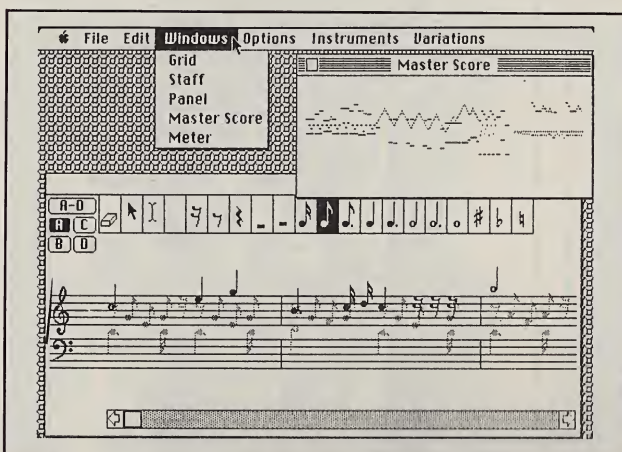 File Edit Windows Options Instruments Variations
Grid
Staff
Panel
Master Score
Meter
Master Score
A-D
A C
B D